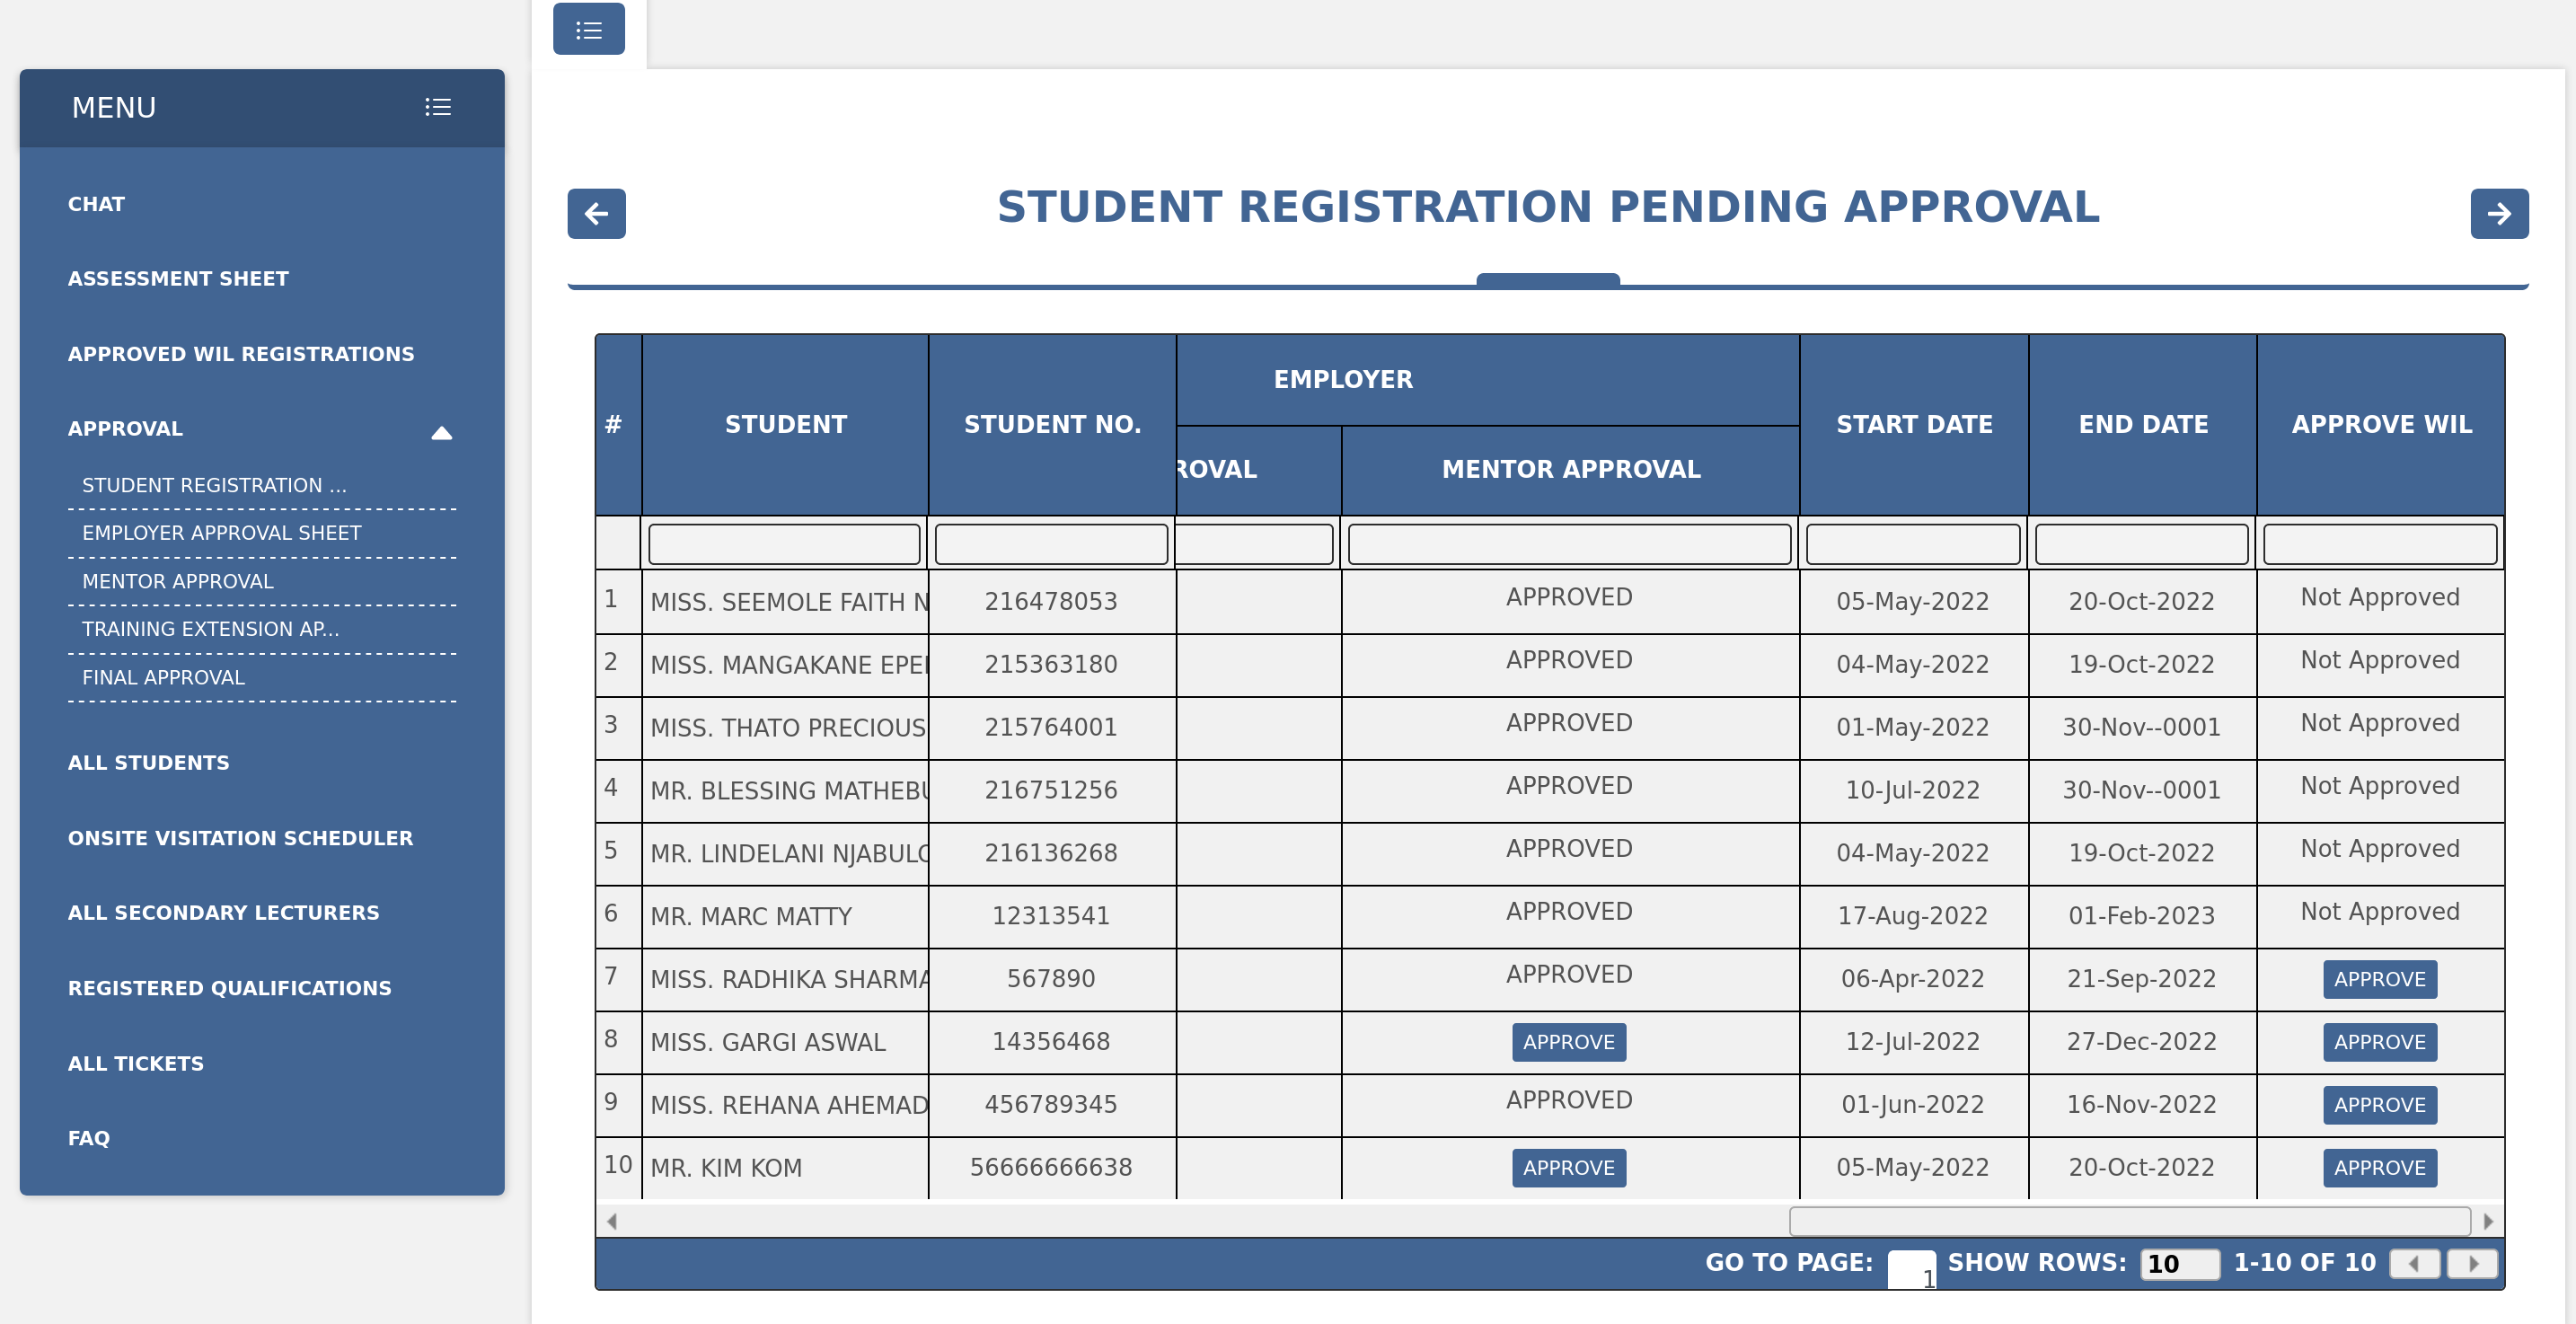 MENU
CHAT
ASSESSMENT SHEET
APPROVED WIL REGISTRATIONS
APPROVAL
STUDENT REGISTRATION ...
EMPLOYER APPROVAL SHEET
MENTOR APPROVAL
TRAINING EXTENSION AP...
FINAL APPROVAL
ALL STUDENTS
ONSITE VISITATION SCHEDULER
ALL SECONDARY LECTURERS
REGISTERED QUALIFICATIONS
ALL TICKETS
FAQ
STUDENT REGISTRATION PENDING APPROVAL
EMPLOYER
# STUDENT STUDENT NO. START DATE END DATE APPROVE WIL
ROVAL MENTOR APPROVAL
1 MISS. SEEMOLE FAITH N 216478053 APPROVED 05-May-2022 20-Oct-2022 Not Approved
2 MISS. MANGAKANE EPE 215363180 APPROVED 04-May-2022 19-Oct-2022 Not Approved
3 MISS. THATO PRECIOUS 215764001 APPROVED 01-May-2022 30-Nov--0001 Not Approved
4 MR. BLESSING MATHEBU 216751256 APPROVED 10-Jul-2022 30-Nov--0001 Not Approved
5 MR. LINDELANI NJABULO 216136268 APPROVED 04-May-2022 19-Oct-2022 Not Approved
6 MR. MARC MATTY 12313541 APPROVED 17-Aug-2022 01-Feb-2023 Not Approved
7 MISS. RADHIKA SHARMA 567890 APPROVED 06-Apr-2022 21-Sep-2022 APPROVE
8 MISS. GARGI ASWAL 14356468 APPROVE 12-Jul-2022 27-Dec-2022 APPROVE
9 MISS. REHANA AHEMAD 456789345 APPROVED 01-Jun-2022 16-Nov-2022 APPROVE
10 MR. KIM KOM 56666666638 APPROVE 05-May-2022 20-Oct-2022 APPROVE
GO TO PAGE: 1 SHOW ROWS: 10 1-10 OF 10